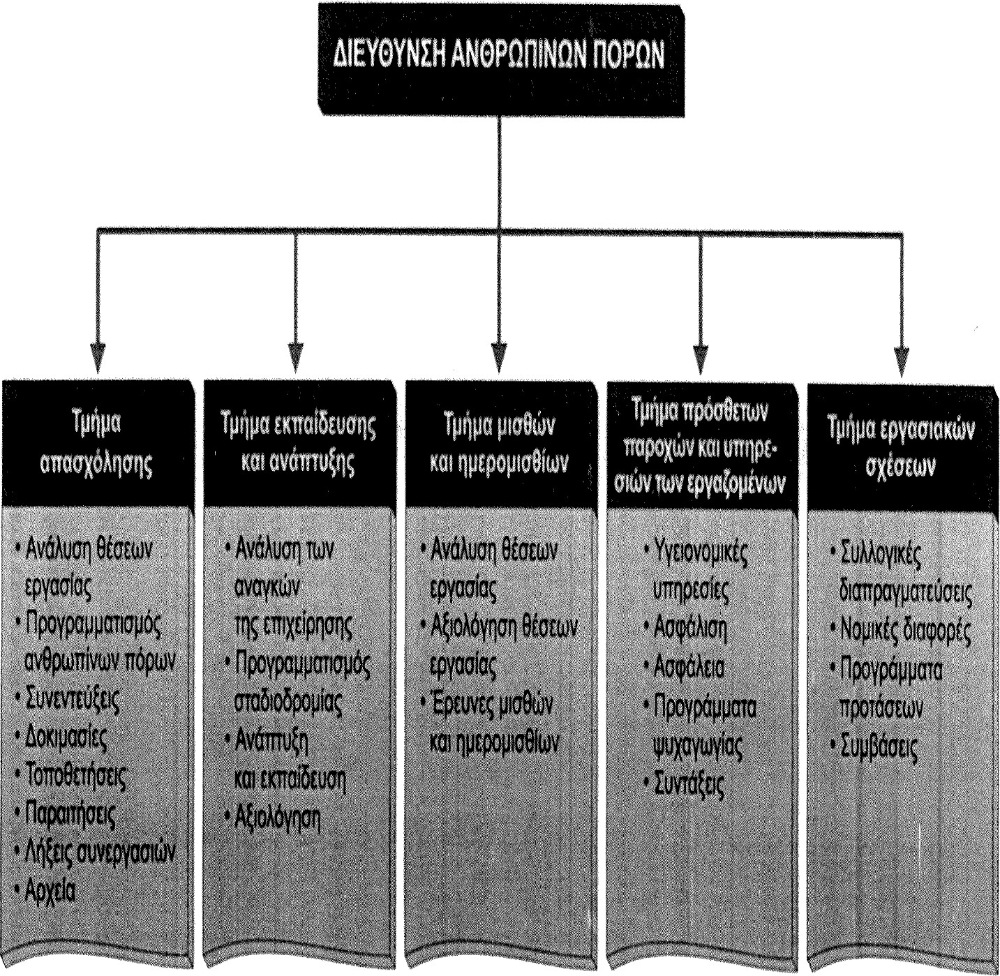 ΔΙΕΥΘΥΝΣΗ ΑΝΘΡΩΠΙΝΩΝ ΠΟΡΩΝ
Τμήμα
απασχόλησης
• Ανάλυση θέσεων
εργασίας
• Προγραμματισμός
ανθρωπίνων πόρων
• Συνεντεύξεις
• Δοκιμασίες
• Τοποθετήσεις
• Παραιτήσεις
• Λήξεις συνεργασιών
• Αρχεία
Τμήμα εκπαίδευσης
και ανάπτυξης
• Ανάλυση των
αναγκών
της επιχείρησης
• Προγραμματισμός
σταδιοδρομίας
• Ανάπτυξη
και εκπαίδευση
• Αξιολόγηση
Τμήμα μισθών
και ημερομισθίων
• Ανάλυση θέσεων
εργασίας
• Αξιολόγηση θέσεων
εργασίας
• Έρευνες μισθών
και ημερομισθίων
Τμήμα πρόσθετων
παροχών και υπηρε-
σιών των εργαζομένων
• Υγειονομικές
υπηρεσίες
• Ασφάλιση
• Ασφάλεια
• Προγράμματα
ψυχαγωγίας
• Συντάξεις
Τμήμα εργασιακών
σχέσεων
• Συλλογικές
διαπραγματεύσεις
• Νομικές διαφορές
• Προγράμματα
προτάσεων
• Συμβάσεις